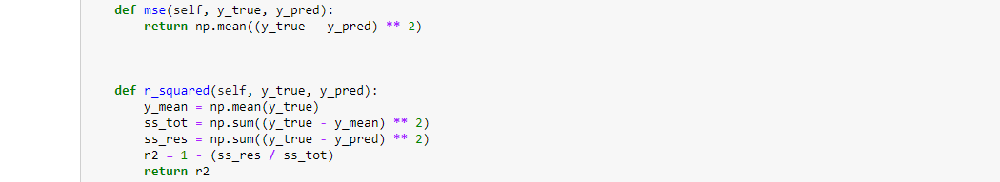 def mse(self, y_true, y_pred):
    return np.mean((y_true - y_pred) ** 2)
def r_squared(self, y_true, y_pred):
    y_mean = np.mean(y_true)
    ss_tot = np.sum((y_true - y_mean) ** 2)
    ss_res = np.sum((y_true - y_pred) ** 2)
    r2 = 1 - (ss_res / ss_tot)
    return r2